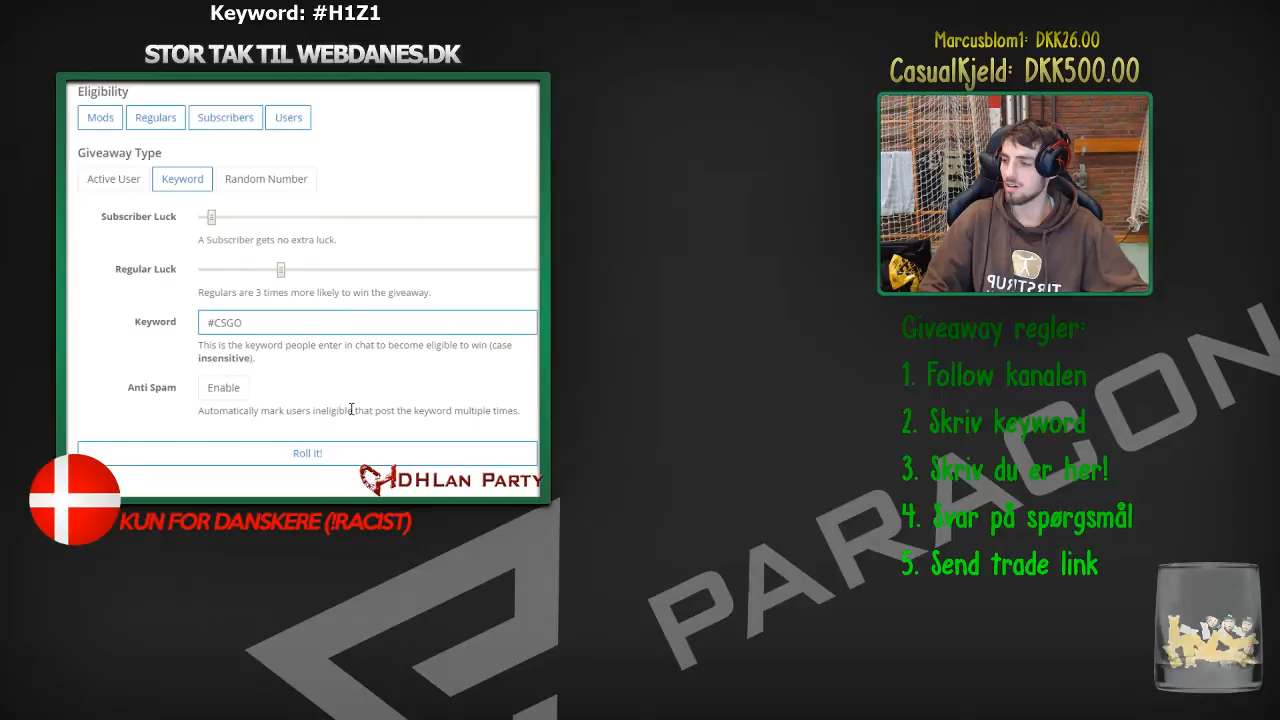 Keyword: #H1Z1
STOR TAK TIL WEBDANES.DK
Eligibility
Mods Regulars Subscribers Users
Giveaway Type
Active User Keyword Random Number
Subscriber Luck
A Subscriber gets no extra luck.
Regular Luck
Regulars are 3 times more likely to win the giveaway.
Keyword #CSGO
This is the keyword people enter in chat to become eligible to win (case
insensitive).
Anti Spam Enable
Automatically mark users ineligible that post the keyword multiple times.
Roll it!
DHLAN PARTY
KUN FOR DANSKERE (!RACIST)
Marcusblom1: DKK26.00
CasualKjeld: DKK500.00
TIRSTRUP
Giveaway regler:
1. Follow kanalen
2. Skriv keyword
3. Skriv du er her!
4. Svar på spørgsmål
5. Send trade link
PARAGON